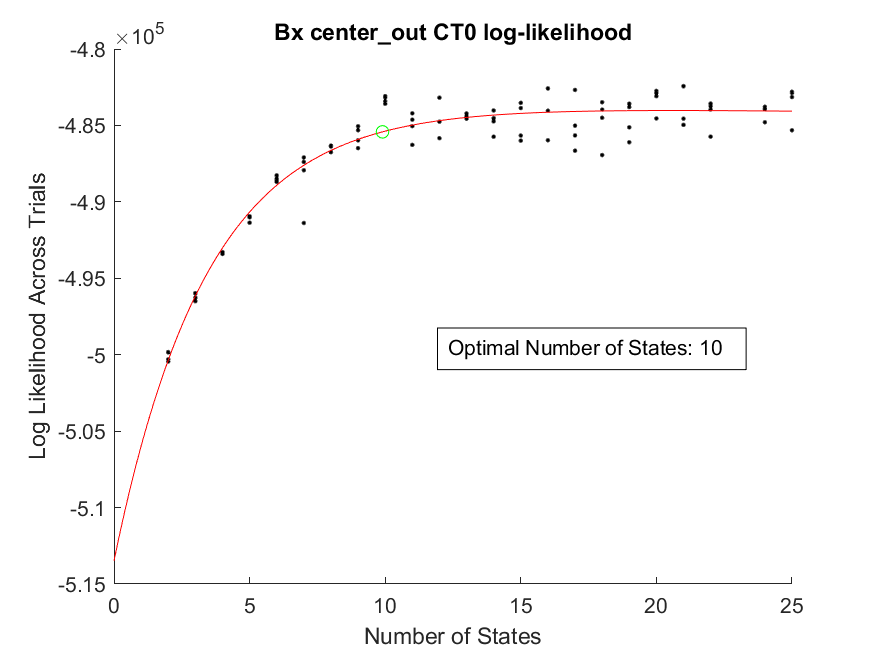 Bx center_out CT0 log-likelihood
×10⁵
-4.8
-4.85
-4.9
-4.95
-5
-5.05
-5.1
-5.15
Log Likelihood Across Trials
Optimal Number of States: 10
0 5 10 15 20 25
Number of States